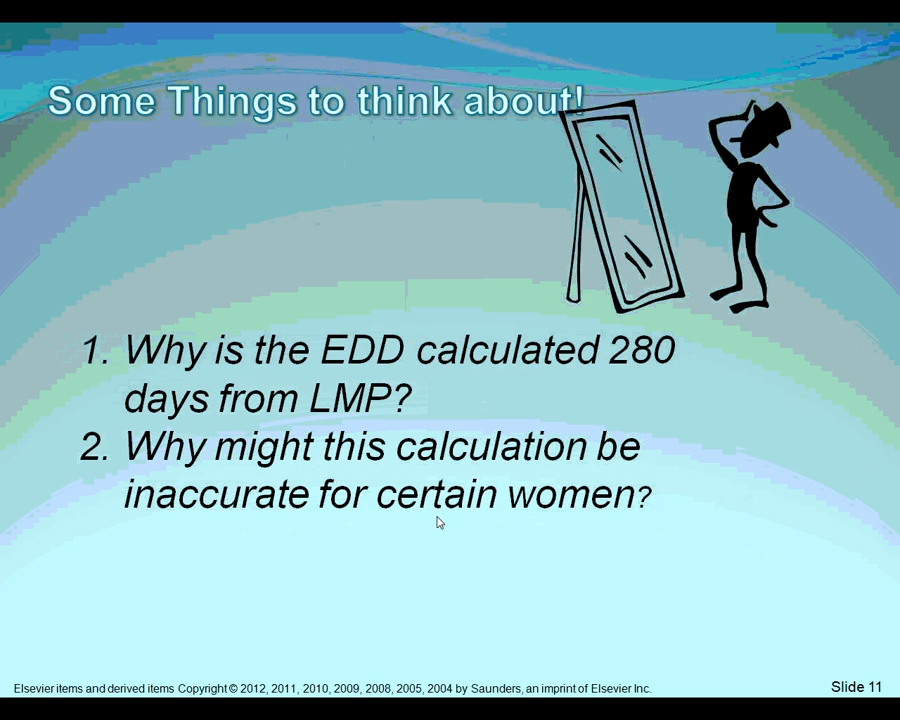 Some Things to think about!
1. Why is the EDD calculated 280
days from LMP?
2. Why might this calculation be
inaccurate for certain women?
Elsevier items and derived items Copyright © 2012, 2011, 2010, 2009, 2008, 2005, 2004 by Saunders, an imprint of Elsevier Inc.
Slide 11